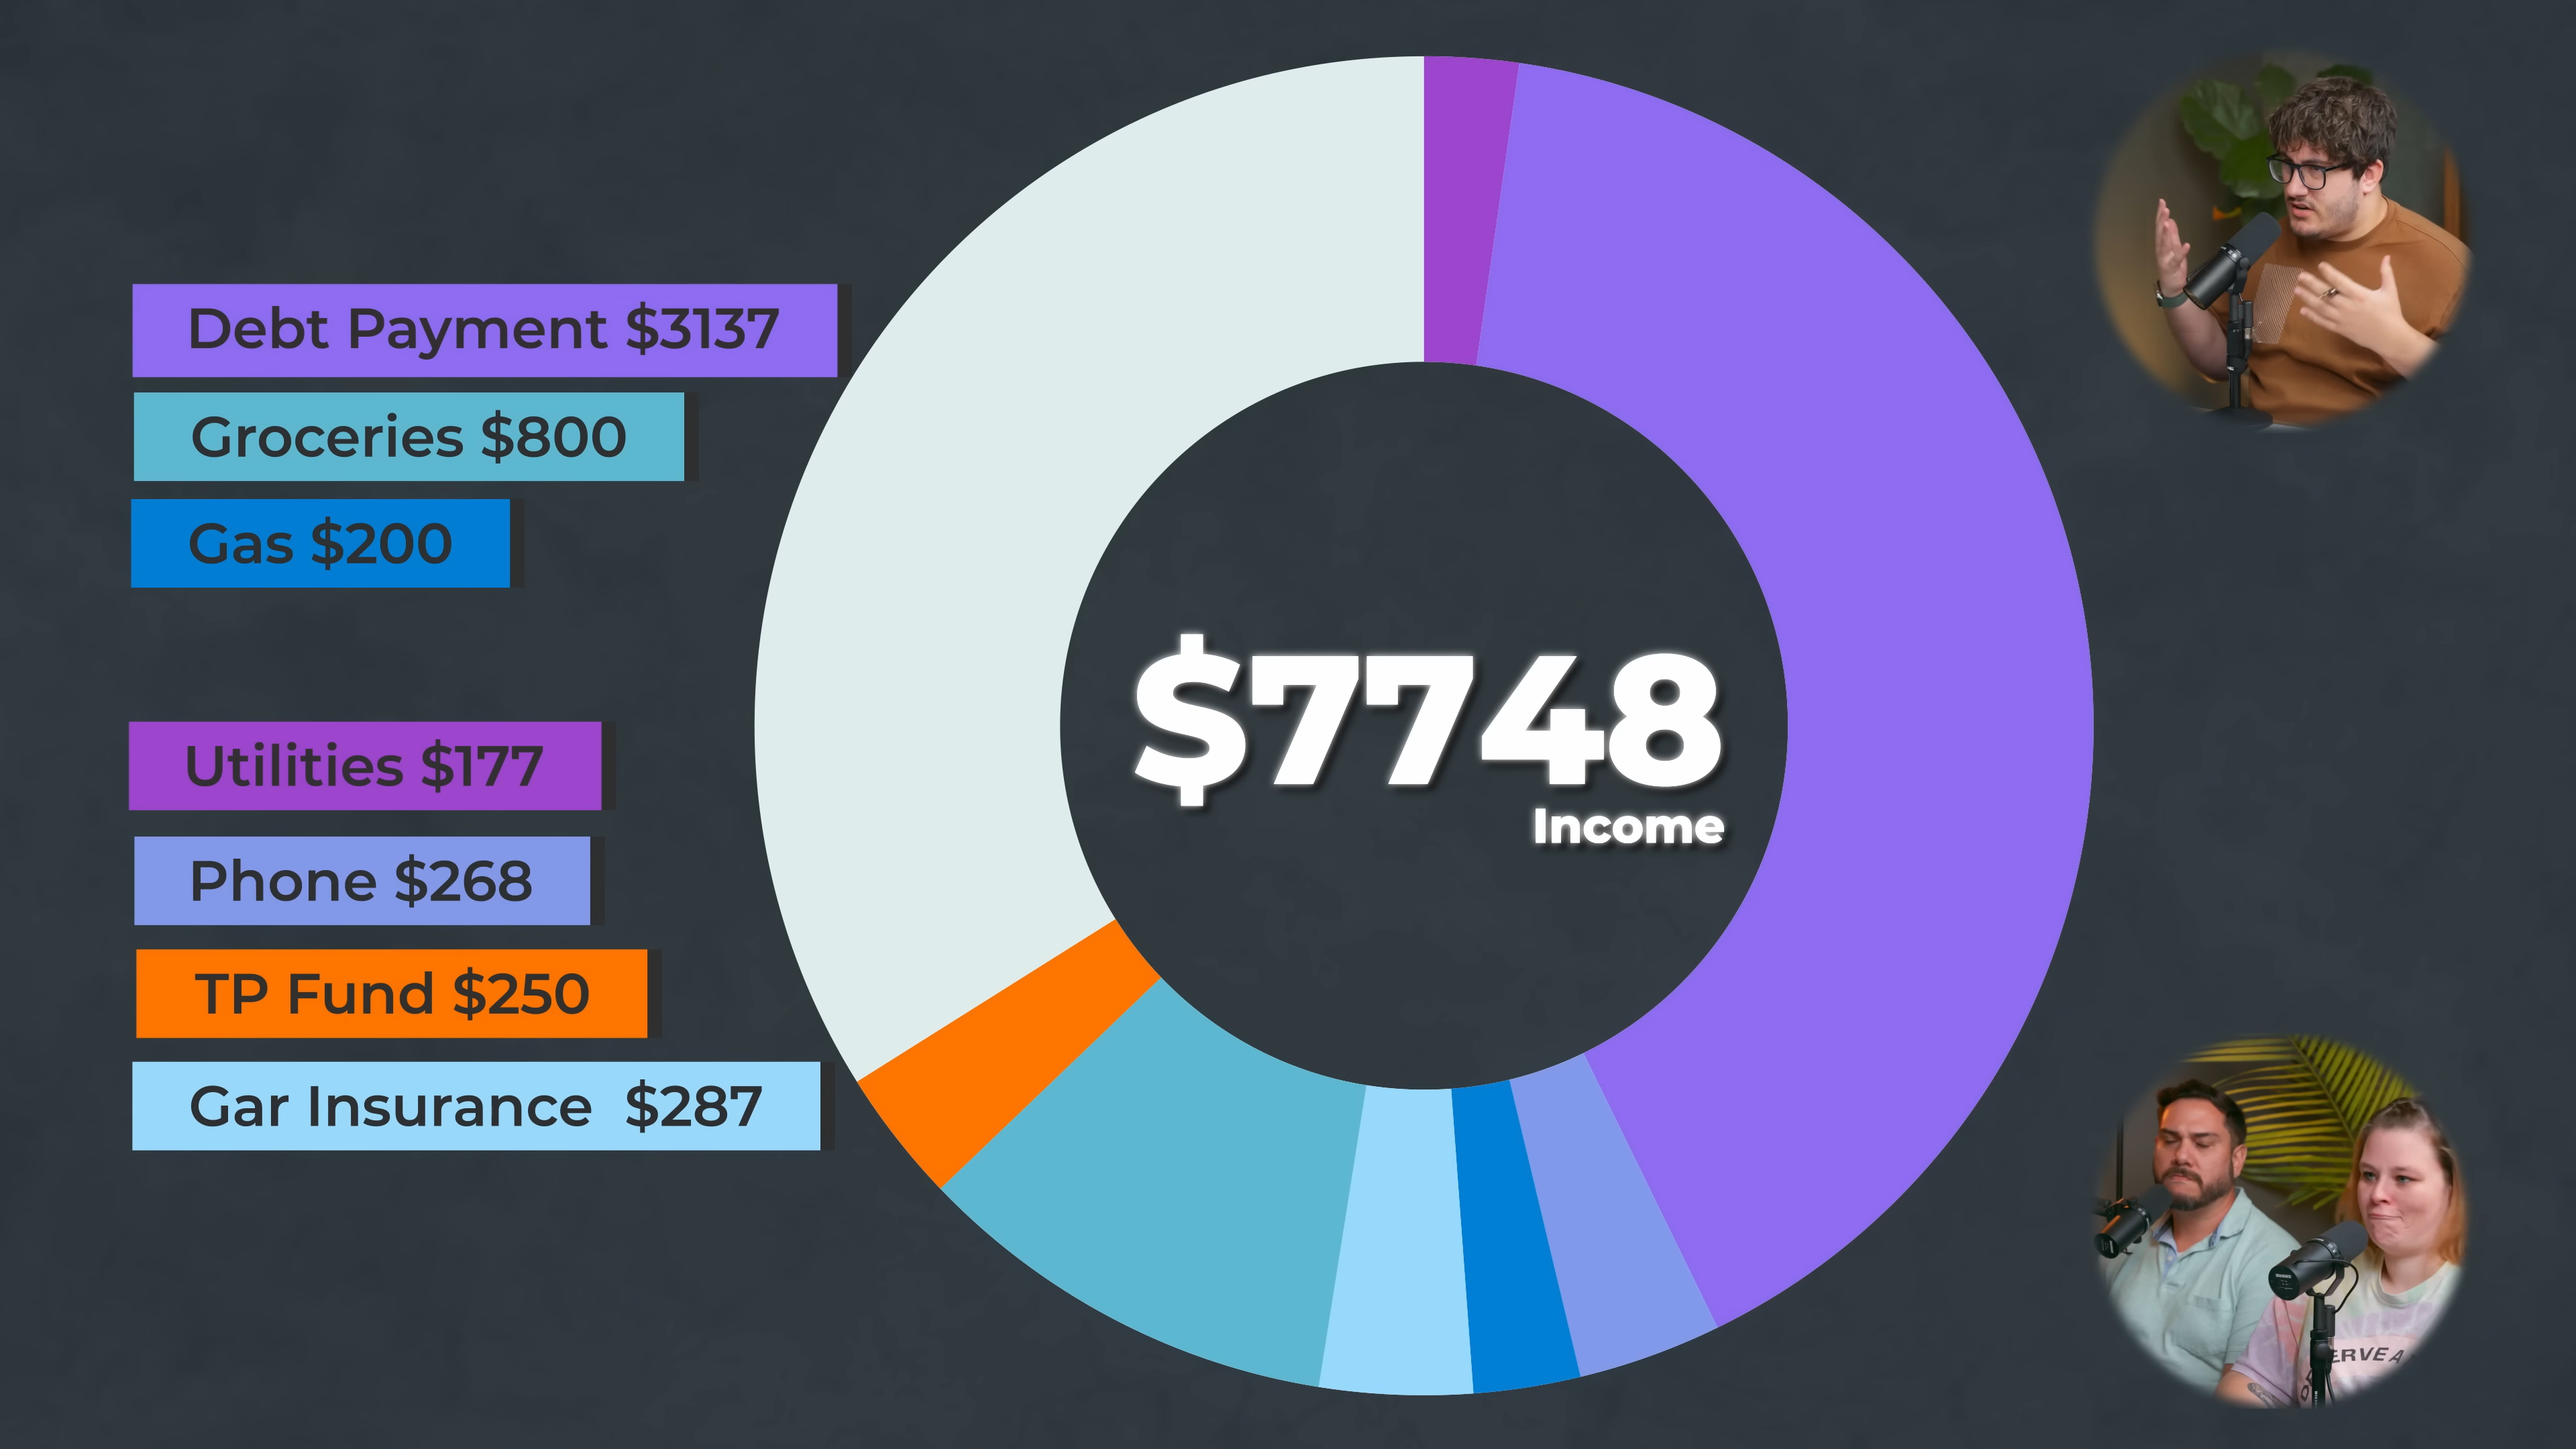 Debt Payment $3137
Groceries $800
Gas $200
Utilities $177
Phone $268
TP Fund $250
Gar Insurance $287
$7748
Income
ERVE A